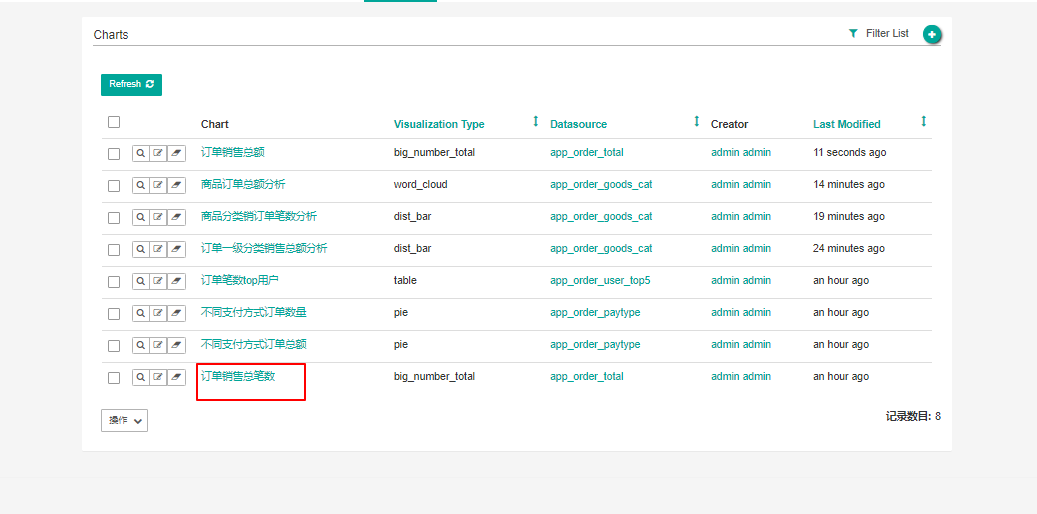 Charts
Filter List
Refresh
Chart Visualization Type Datasource Creator Last Modified
订单销售总额 big_number_total app_order_total admin admin 11 seconds ago
商品订单总额分析 word_cloud app_order_goods_cat admin admin 14 minutes ago
商品分类销订单笔数分析 dist_bar app_order_goods_cat admin admin 19 minutes ago
订单一级分类销售总额分析 dist_bar app_order_goods_cat admin admin 24 minutes ago
订单笔数top用户 table app_order_user_top5 admin admin an hour ago
不同支付方式订单数量 pie app_order_paytype admin admin an hour ago
不同支付方式订单总额 pie app_order_paytype admin admin an hour ago
订单销售总笔数 big_number_total app_order_total admin admin an hour ago
操作
记录数目: 8